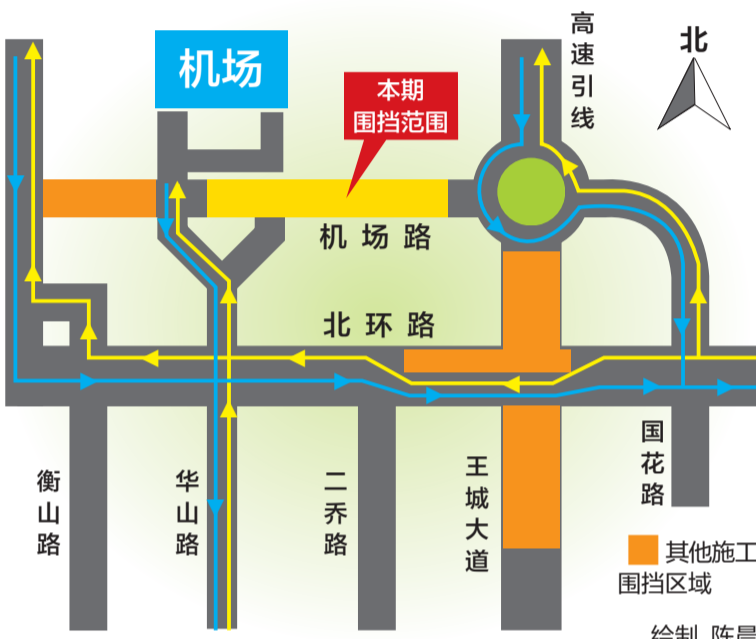 机场
本期
围挡范围
高速引线
北
机场路
北环路
衡山路
华山路
二乔路
王城大道
国花路
其他施工
围挡区域
绘制 陈